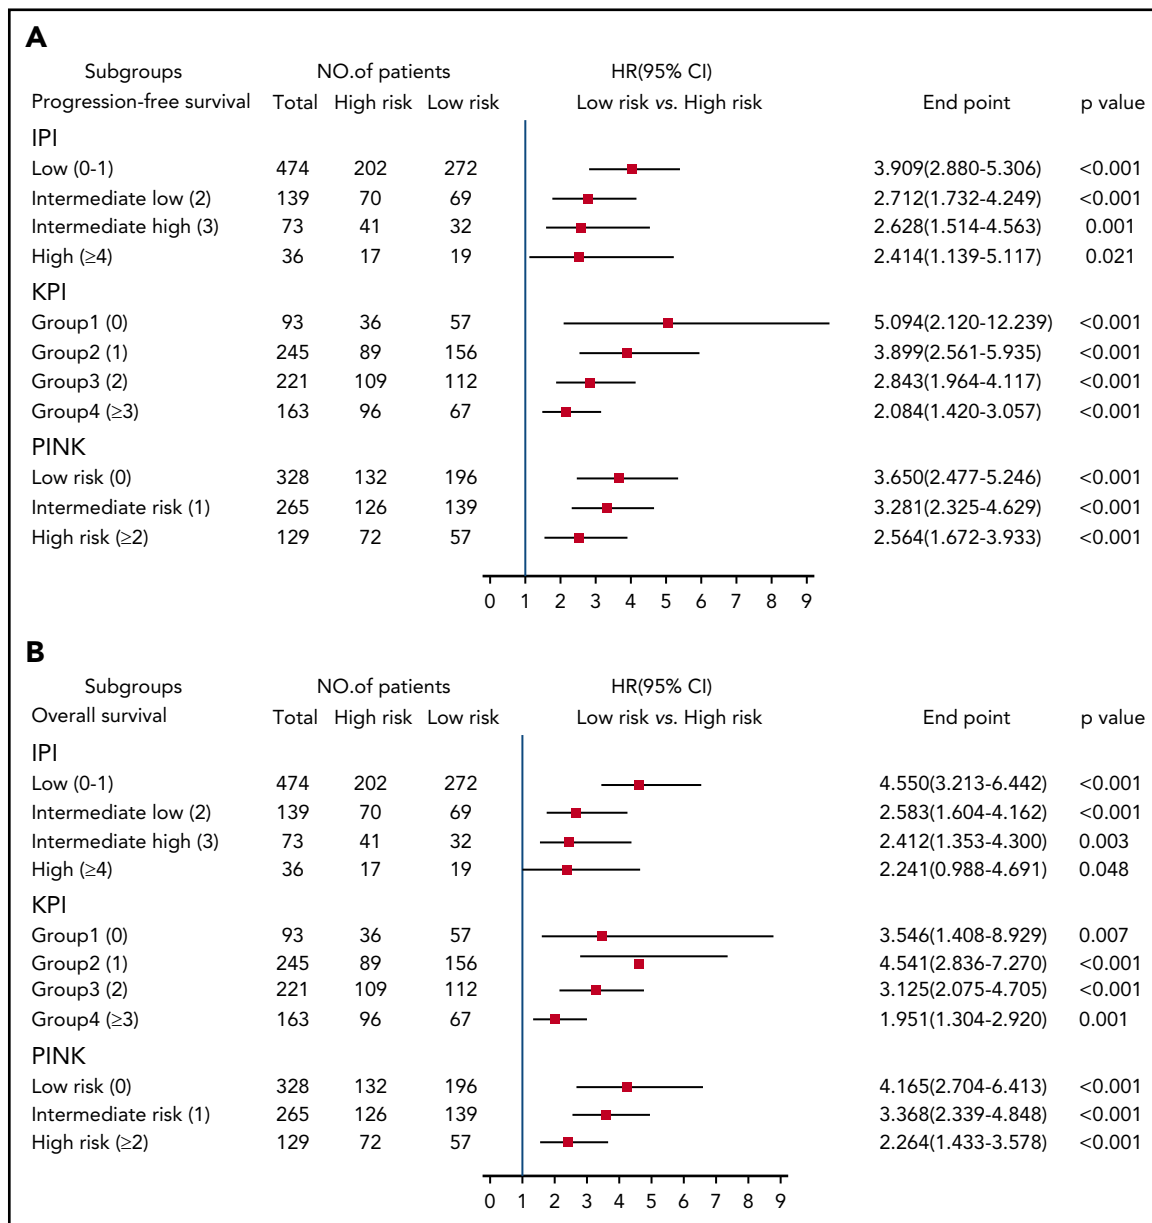 A
Subgroups NO.of patients HR(95% CI)
Progression-free survival Total High risk Low risk Low risk vs. High risk End point p value
IPI
Low (0-1) 474 202 272 3.909(2.880-5.306) <0.001
Intermediate low (2) 139 70 69 2.712(1.732-4.249) <0.001
Intermediate high (3) 73 41 32 2.628(1.514-4.563) 0.001
High (≥4) 36 17 19 2.414(1.139-5.117) 0.021
KPI
Group1 (0) 93 36 57 5.094(2.120-12.239) <0.001
Group2 (1) 245 89 156 3.899(2.561-5.935) <0.001
Group3 (2) 221 109 112 2.843(1.964-4.117) <0.001
Group4 (≥3) 163 96 67 2.084(1.420-3.057) <0.001
PINK
Low risk (0) 328 132 196 3.650(2.477-5.246) <0.001
Intermediate risk (1) 265 126 139 3.281(2.325-4.629) <0.001
High risk (≥2) 129 72 57 2.564(1.672-3.933) <0.001
0 1 2 3 4 5 6 7 8 9
B
Subgroups NO.of patients HR(95% CI)
Overall survival Total High risk Low risk Low risk vs. High risk End point p value
IPI
Low (0-1) 474 202 272 4.550(3.213-6.442) <0.001
Intermediate low (2) 139 70 69 2.583(1.604-4.162) <0.001
Intermediate high (3) 73 41 32 2.412(1.353-4.300) 0.003
High (≥4) 36 17 19 2.241(0.988-4.691) 0.048
KPI
Group1 (0) 93 36 57 3.546(1.408-8.929) 0.007
Group2 (1) 245 89 156 4.541(2.836-7.270) <0.001
Group3 (2) 221 109 112 3.125(2.075-4.705) <0.001
Group4 (≥3) 163 96 67 1.951(1.304-2.920) 0.001
PINK
Low risk (0) 328 132 196 4.165(2.704-6.413) <0.001
Intermediate risk (1) 265 126 139 3.368(2.339-4.848) <0.001
High risk (≥2) 129 72 57 2.264(1.433-3.578) <0.001
0 1 2 3 4 5 6 7 8 9